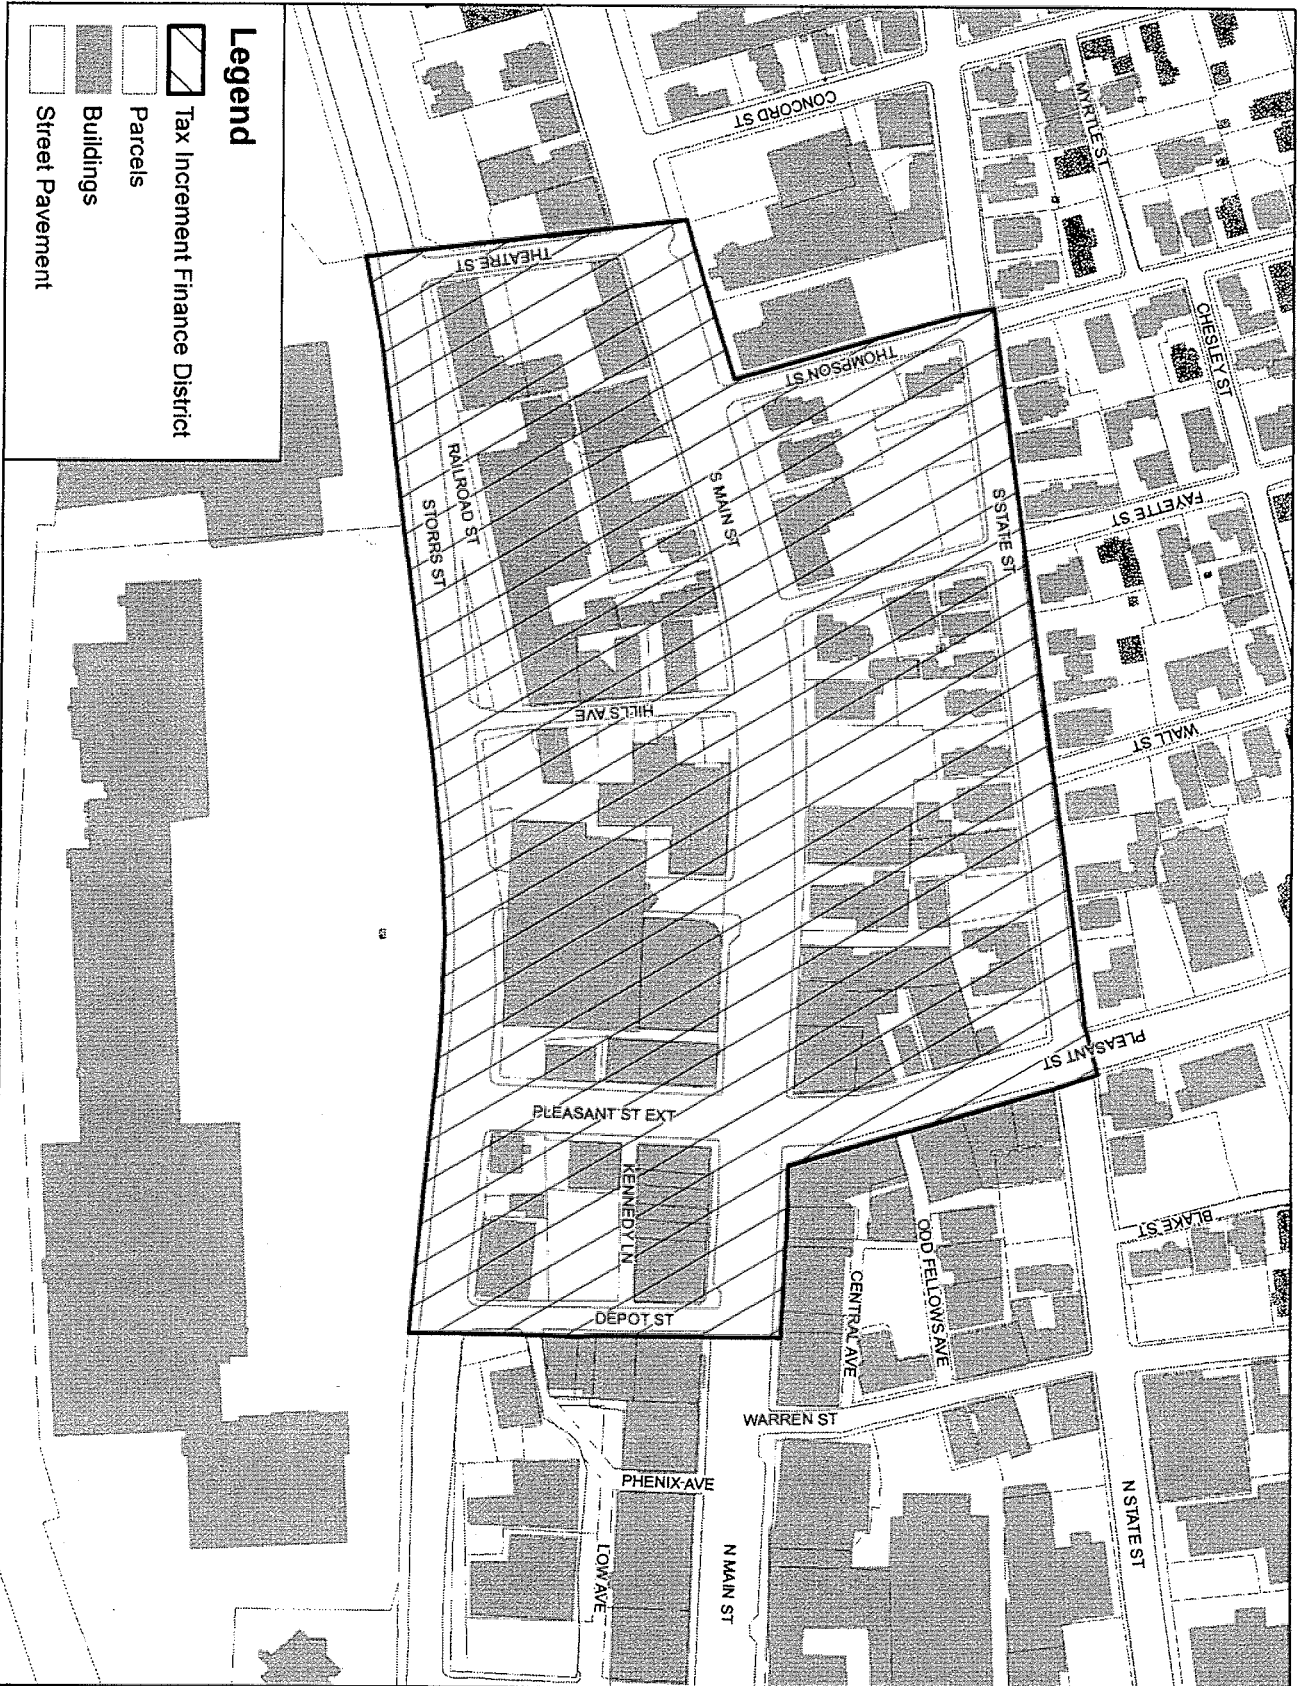 Legend
Tax Increment Finance District
Parcels
Buildings
Street Pavement
CONCORD ST
MYRTLE ST
CHESLEY ST
THEATRE ST
THOMPSON ST
FAYETTE ST
S STATE ST
S MAIN ST
RAILROAD ST
STORRS ST
HILLS AVE
WALL ST
PLEASANT ST
PLEASANT ST EXT
KENNEDY LN
DEPOT ST
BLAKE ST
ODD FELLOWS AVE
CENTRAL AVE
WARREN ST
PHENIX AVE
LOW AVE
N MAIN ST
N STATE ST